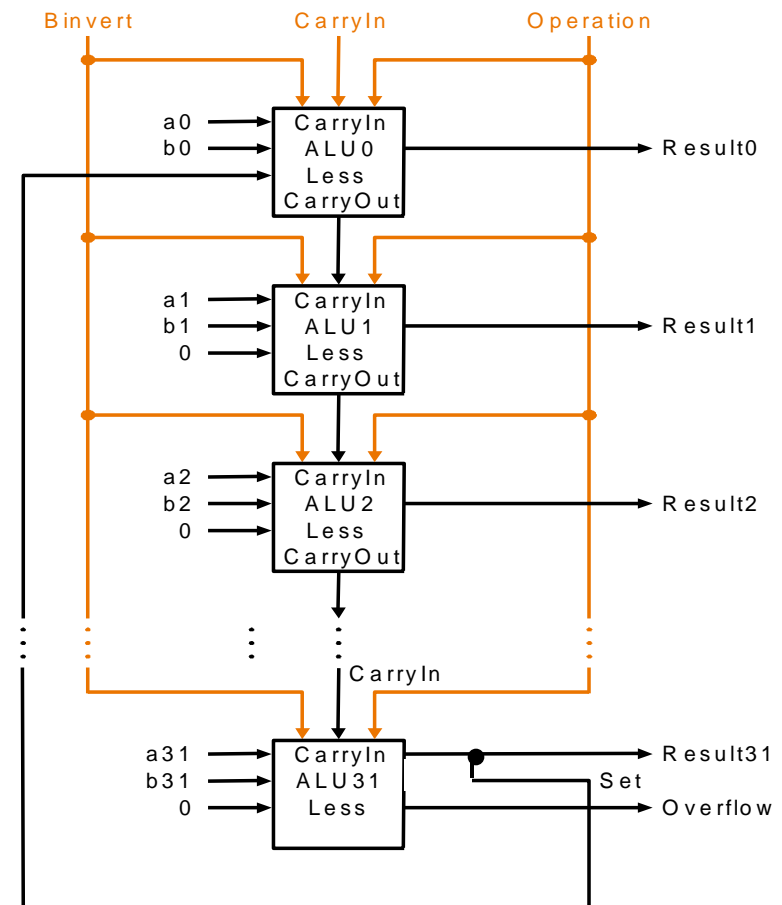 Binvert CarryIn Operation
a0 CarryIn
b0 ALU0 Result0
Less
CarryOut
a1 CarryIn
b1 ALU1 Result1
0 Less
CarryOut
a2 CarryIn
b2 ALU2 Result2
0 Less
CarryOut
CarryIn
a31 CarryIn Result31
b31 ALU31 Set
0 Less Overflow